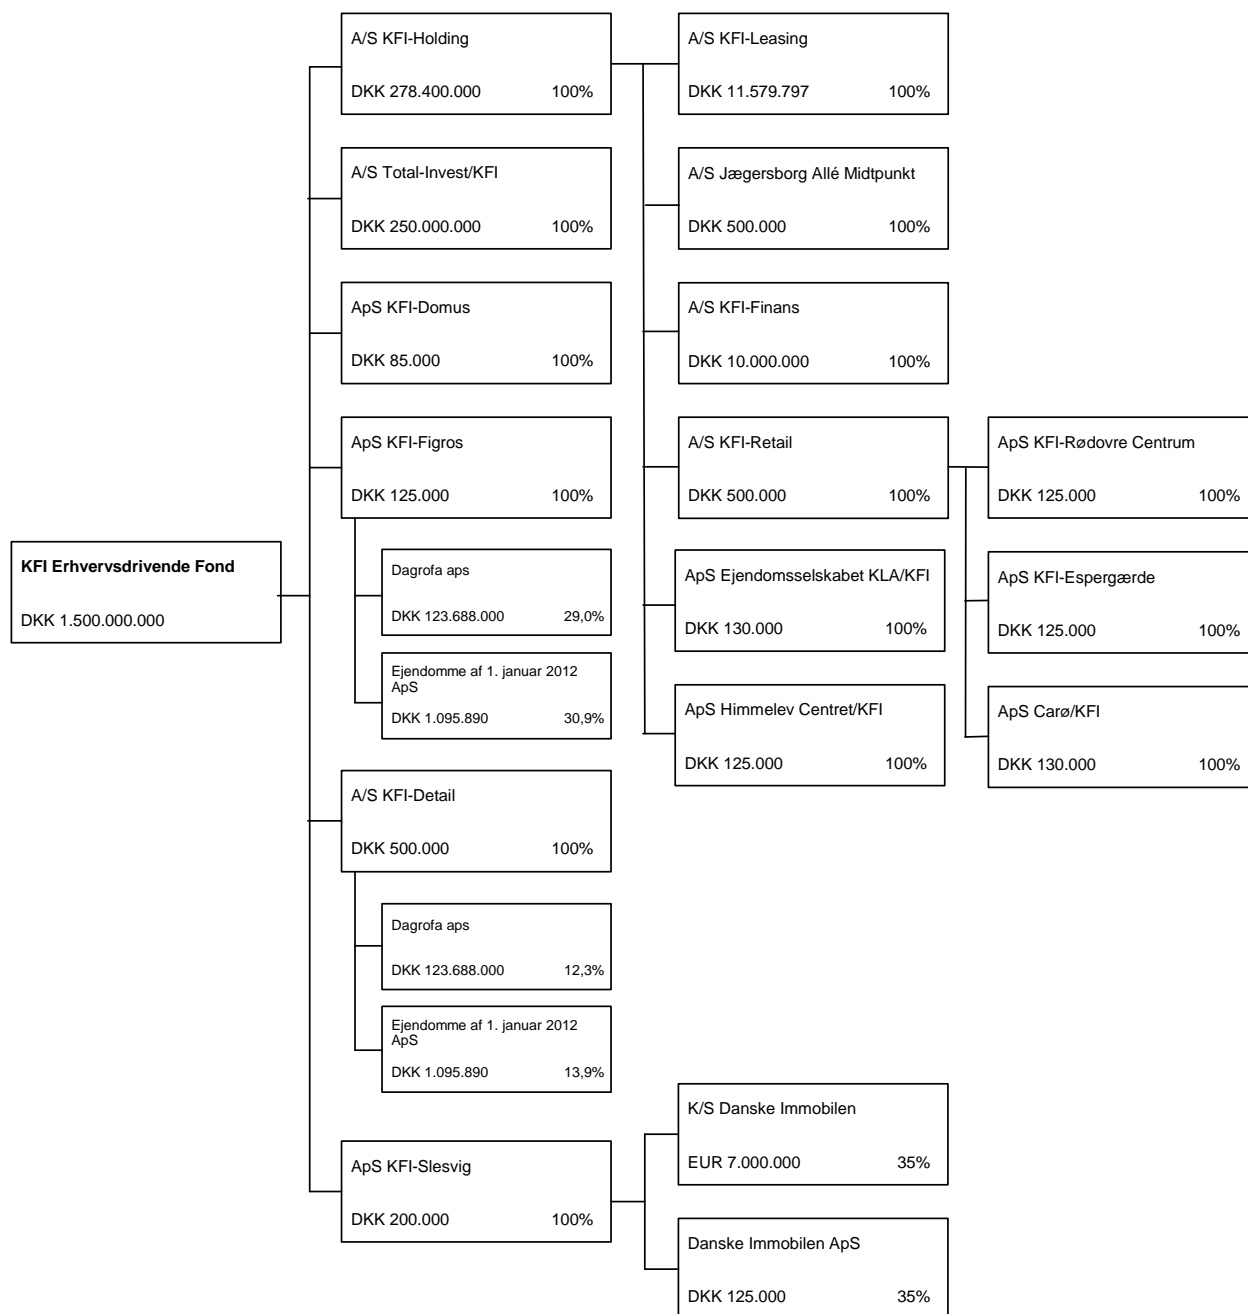 KFI Erhvervsdrivende Fond
DKK 1.500.000.000
A/S KFI-Holding
DKK 278.400.000 100%
A/S Total-Invest/KFI
DKK 250.000.000 100%
ApS KFI-Domus
DKK 85.000 100%
ApS KFI-Figros
DKK 125.000 100%
Dagrofa aps
DKK 123.688.000 29,0%
Ejendomme af 1. januar 2012
ApS
DKK 1.095.890 30,9%
A/S KFI-Detail
DKK 500.000 100%
Dagrofa aps
DKK 123.688.000 12,3%
Ejendomme af 1. januar 2012
ApS
DKK 1.095.890 13,9%
ApS KFI-Slesvig
DKK 200.000 100%
A/S KFI-Leasing
DKK 11.579.797 100%
A/S Jægersborg Allé Midtpunkt
DKK 500.000 100%
A/S KFI-Finans
DKK 10.000.000 100%
A/S KFI-Retail
DKK 500.000 100%
ApS Ejendomsselskabet KLA/KFI
DKK 130.000 100%
ApS Himmelev Centret/KFI
DKK 125.000 100%
K/S Danske Immobilen
EUR 7.000.000 35%
Danske Immobilen ApS
DKK 125.000 35%
ApS KFI-Rødovre Centrum
DKK 125.000 100%
ApS KFI-Espergærde
DKK 125.000 100%
ApS Carø/KFI
DKK 130.000 100%